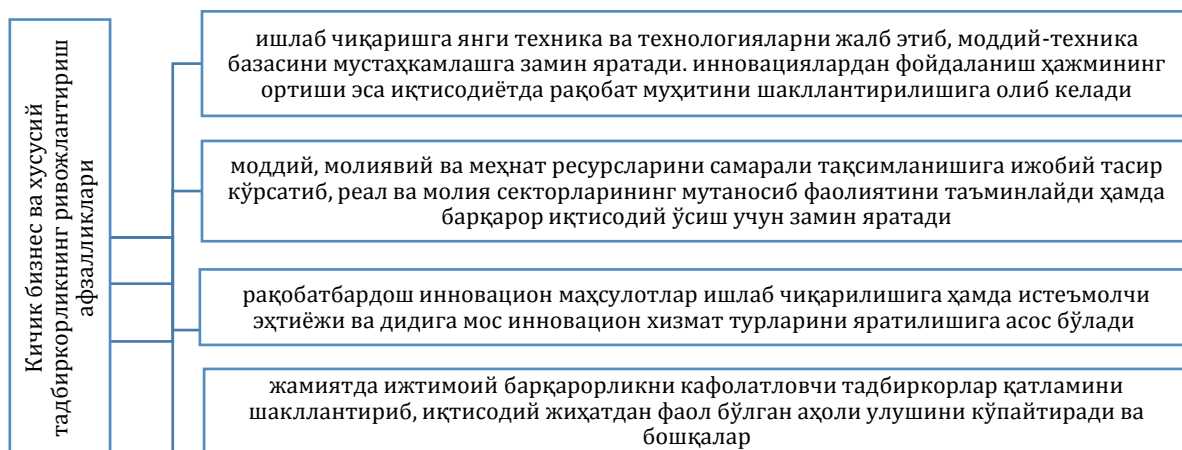 Кичик бизнес ва хусусий
тадбиркорликнинг ривожлантириш
афзалликлари
ишлаб чиқаришга янги техника ва технологияларни жалб этиб, моддий-техника
базасини мустаҳкамлашга замин яратади. инновациялардан фойдаланиш ҳажмининг
ортиши эса иқтисодиётда рақобат муҳитини шакллантирилишига олиб келади
моддий, молиявий ва меҳнат ресурсларини самарали тақсимланишига ижобий тасир
кўрсатиб, реал ва молия секторларининг мутаносиб фаолиятини таъминлайди ҳамда
барқарор иқтисодий ўсиш учун замин яратади
рақобатбардош инновацион маҳсулотлар ишлаб чиқарилишига ҳамда истеъмолчи
эҳтиёжи ва дидига мос инновацион хизмат турларини яратилишига асос бўлади
жамиятда ижтимоий барқарорликни кафолатловчи тадбиркорлар қатламини
шакллантириб, иқтисодий жиҳатдан фаол бўлган аҳоли улушини кўпайтиради ва
бошқалар